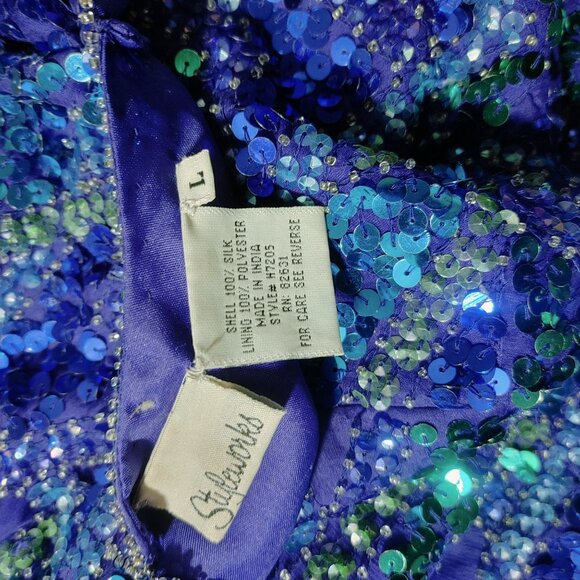 L
SHELL 100% SILK
LINING 100% POLYESTER
MADE IN INDIA
STYLE# H7205
RN: 82631
FOR CARE SEE REVERSE
Styleworks